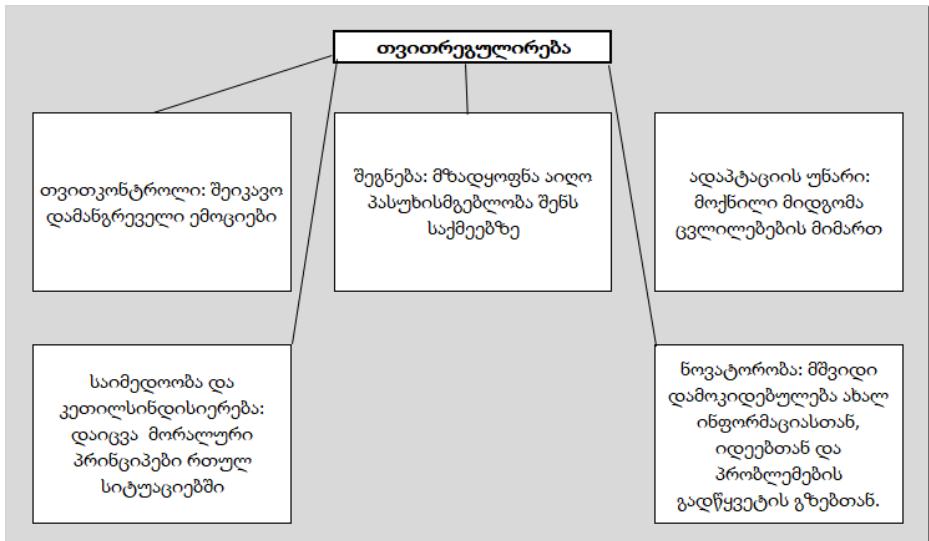 თვითრეგულირება
თვითკონტროლი: შეიკავო
დამანგრეველი ემოციები
შეგნება: მზადყოფნა აიღო
პასუხისმგებლობა შენს
საქმეებზე
ადაპტაციის უნარი:
მოქნილი მიდგომა
ცვლილებების მიმართ
საიმედოობა და
კეთილსინდისიერება:
დაიცვა მორალური
პრინციპები რთულ
სიტუაციებში
ნოვატორობა: მშვიდი
დამოკიდებულება ახალ
ინფორმაციასთან,
იდეებთან და
პრობლემების
გადწყვეტის გზებთან.